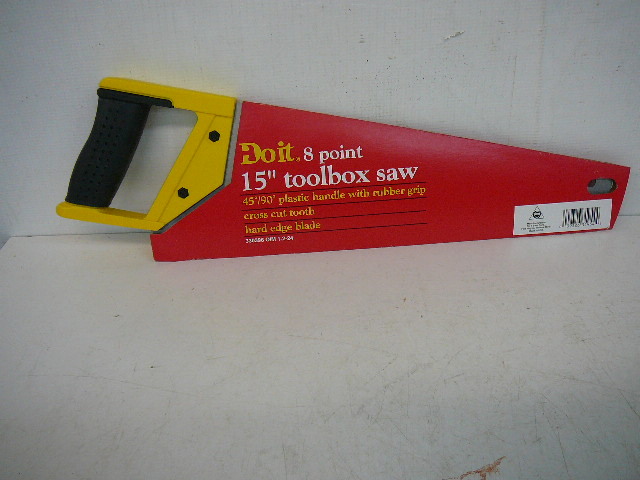 Do it. 8 point
15" toolbox saw
45°/90° plastic handle with rubber grip
cross cut tooth
hard edge blade